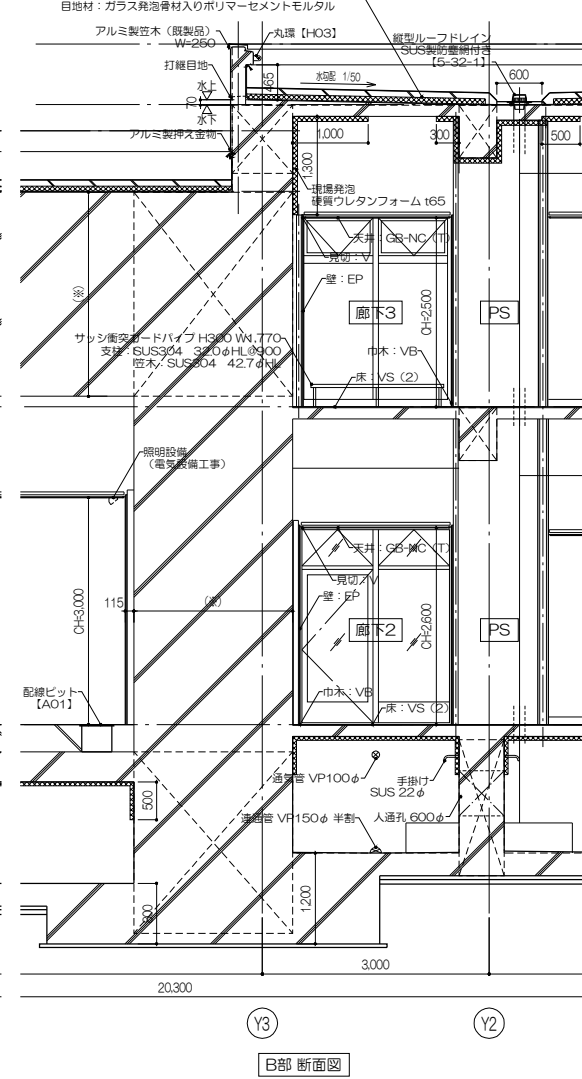 目地材：ガラス発泡骨材入りポリマーセメントモルタル
アルミ製笠木（既製品）
W=250
丸環【H03】
縦型ルーフドレイン
SUS製防塵網付き
【5-32-1】
打継目地
465
水勾配 1/50
600
水上
70
水下
アルミ製押え金物
1,000
300
500
1,300
現場発泡
硬質ウレタンフォーム t65
天井：GB-NC（T）
見切：V
壁：EP
（※）
廊下3
CH=2,500
PS
サッシ衝突ガードパイプ H300 W1,770
支柱：SUS304 32.0φHL@900
笠木：SUS304 42.7φHL
巾木：VB
床：VS（2）
照明設備
（電気設備工事）
天井：GB-NC（T）
見切：V
115
（※）
壁：EP
CH=3,000
廊下2
CH=2,600
PS
配線ピット
【A01】
巾木：VB
床：VS（2）
通気管 VP100φ
手掛け
SUS 22φ
500
連通管 VP150φ 半割
人通孔 600φ
1,200
3,000
20,300
Y3
Y2
B部 断面図